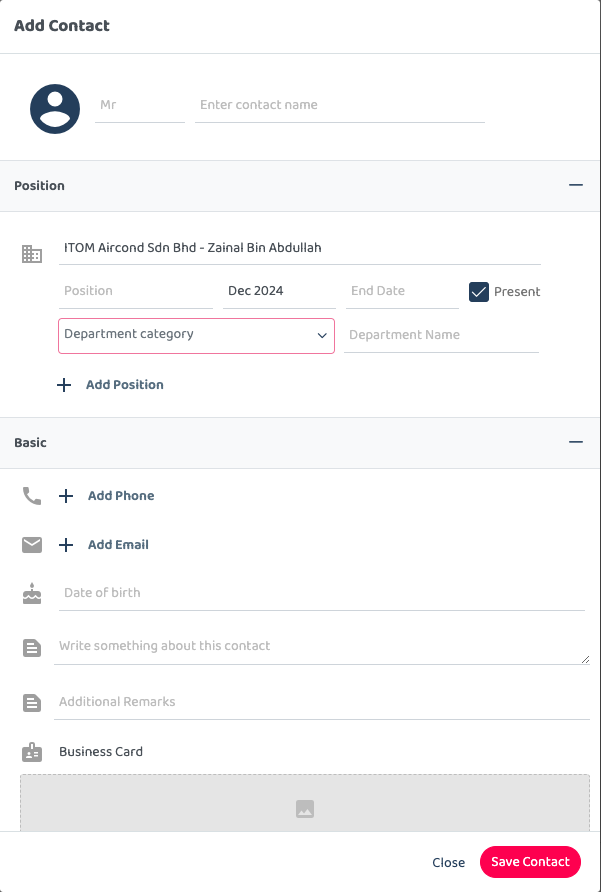 Add Contact
Mr Enter contact name
Position
ITOM Aircond Sdn Bhd - Zainal Bin Abdullah
Position Dec 2024 End Date Present
Department category Department Name
Add Position
Basic
Add Phone
Add Email
Date of birth
Write something about this contact
Additional Remarks
Business Card
Close Save Contact